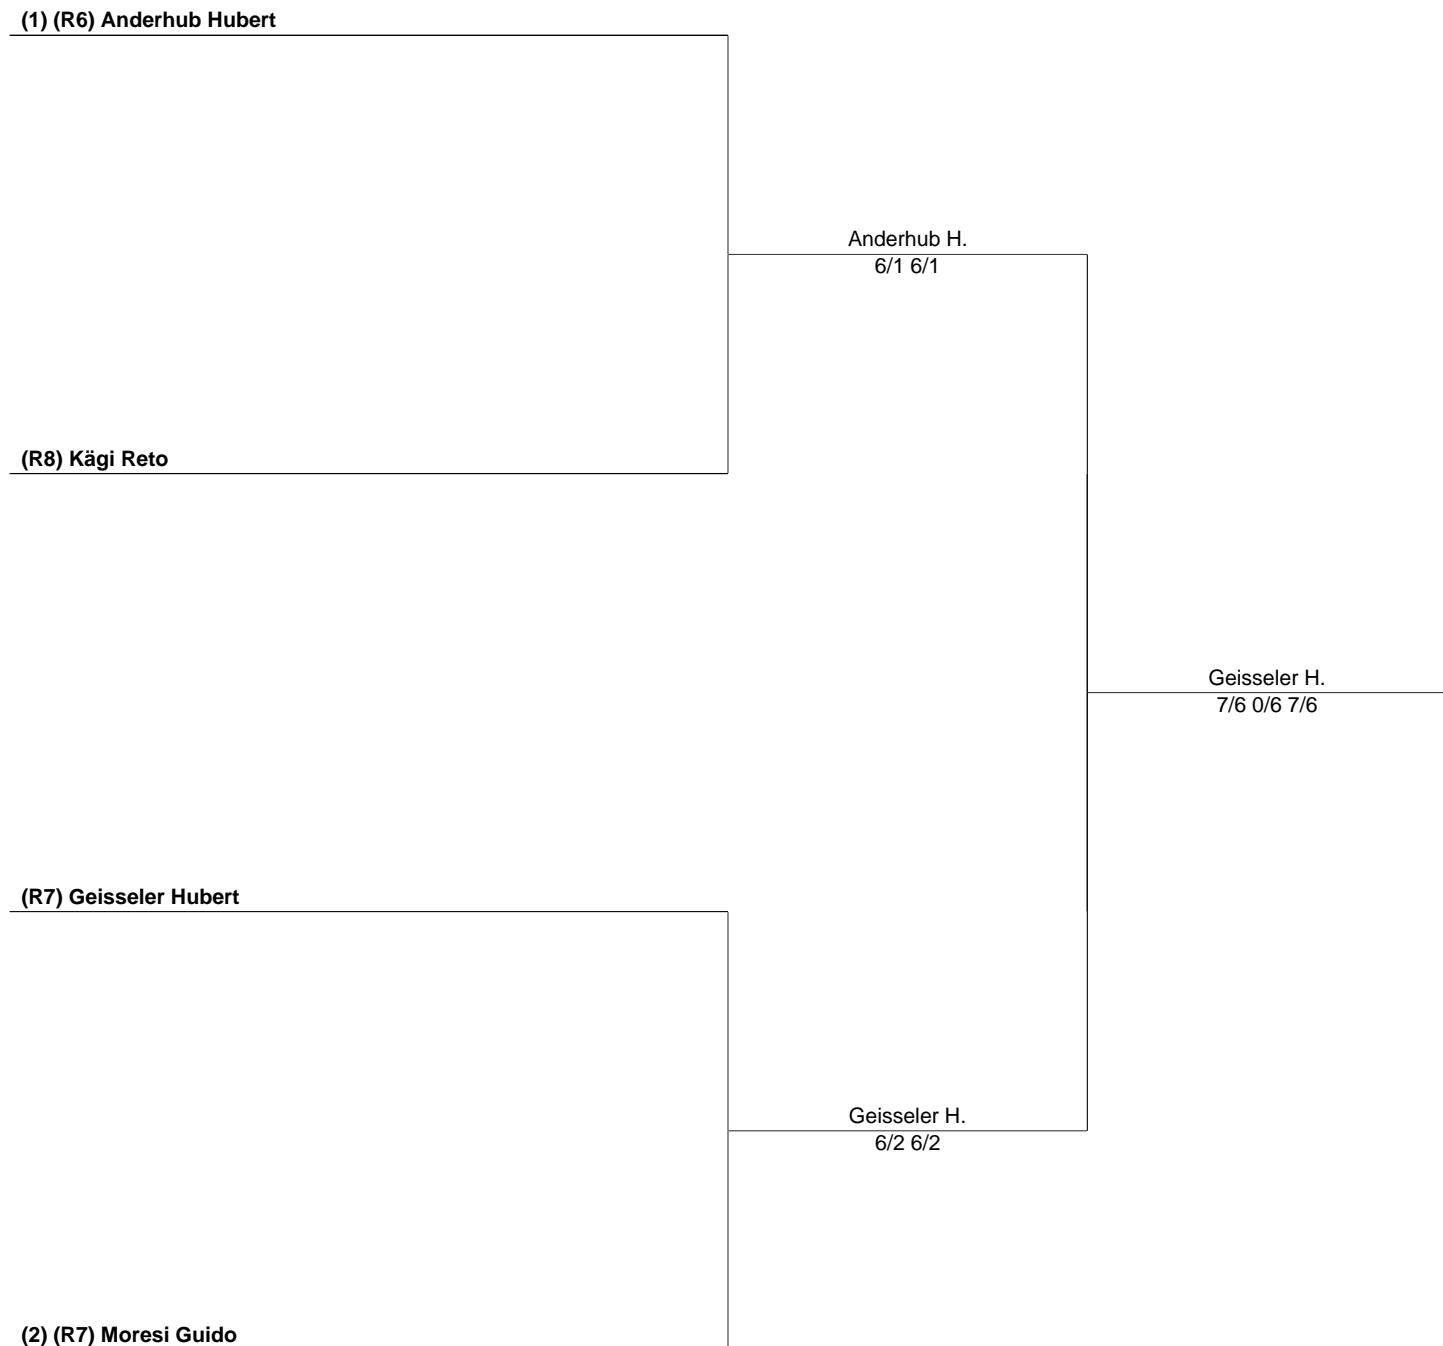 (1) (R6) Anderhub Hubert
Anderhub H.
6/1 6/1
(R8) Kägi Reto
Geisseler H.
7/6 0/6 7/6
(R7) Geisseler Hubert
Geisseler H.
6/2 6/2
(2) (R7) Moresi Guido